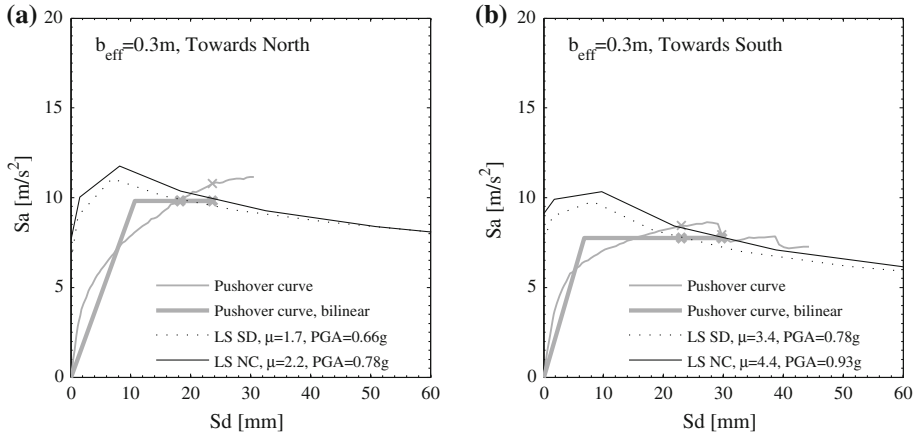 (a)
b_eff=0.3m, Towards North
20
15
10
5
0
Sa [m/s²]
Pushover curve
Pushover curve, bilinear
LS SD, μ=1.7, PGA=0.66g
LS NC, μ=2.2, PGA=0.78g
0 10 20 30 40 50 60
Sd [mm]
(b)
b_eff=0.3m, Towards South
20
15
10
5
0
Sa [m/s²]
Pushover curve
Pushover curve, bilinear
LS SD, μ=3.4, PGA=0.78g
LS NC, μ=4.4, PGA=0.93g
0 10 20 30 40 50 60
Sd [mm]